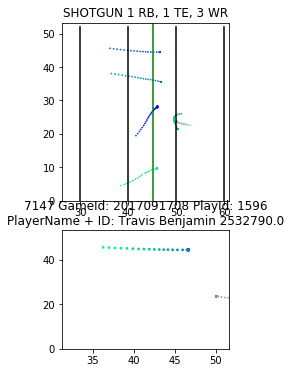 SHOTGUN 1 RB, 1 TE, 3 WR
50
40
30
20
10
0
30 40 50 60
7147 GameId: 2017091708 PlayId: 1596
PlayerName + ID: Travis Benjamin 2532790.0
40
20
0
35 40 45 50